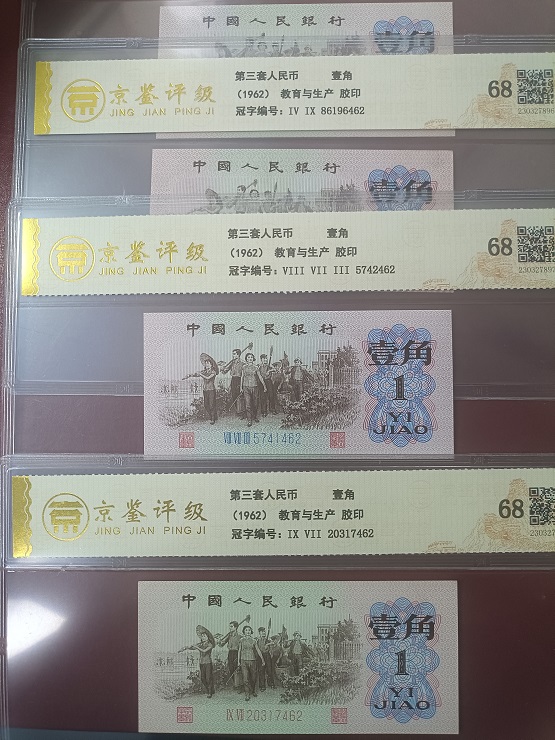 中國人民銀行 壹角
京鉴评级
JING JIAN PING JI
第三套人民币 壹角
（1962） 教育与生产 胶印
冠字编号：IV IX 86196462
68
中國人民銀行
壹角
京鉴评级
JING JIAN PING JI
第三套人民币 壹角
（1962） 教育与生产 胶印
冠字编号：VIII VII III 5742462
68
中國人民銀行
壹角
1
YI
JIAO
VIII VII III 5741462
京鉴评级
JING JIAN PING JI
第三套人民币 壹角
（1962） 教育与生产 胶印
冠字编号：IX VII 20317462
68
中國人民銀行
壹角
1
YI
JIAO
IX VII 20317462